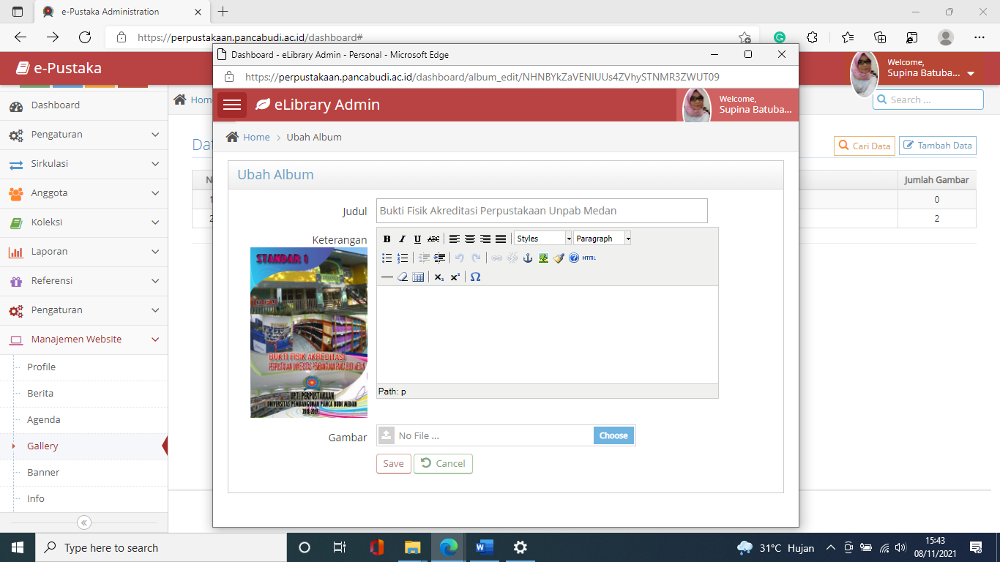 e-Pustaka Administration
https://perpustakaan.pancabudi.ac.id/dashboard#
e-Pustaka
Welcome,
Supina Batuba...
Dashboard
Pengaturan
Sirkulasi
Anggota
Koleksi
Laporan
Referensi
Pengaturan
Manajemen Website
Profile
Berita
Agenda
Gallery
Banner
Info
Search ...
Cari Data
Tambah Data
Jumlah Gambar
1
0
2
2
Dashboard - eLibrary Admin - Personal - Microsoft Edge
https://perpustakaan.pancabudi.ac.id/dashboard/album_edit/NHNBYkZaVENIUUs4ZVhySTNMR3ZWUT09
eLibrary Admin
Welcome,
Supina Batuba...
Home > Ubah Album
Ubah Album
Judul
Bukti Fisik Akreditasi Perpustakaan Unpab Medan
Keterangan
B I U ABC Styles Paragraph
HTML
Path: p
STANDAR 1
BUKTI FISIK AKREDITASI
PERPUSTAKAAN UNIVERSITAS PEMBANGUNAN PANCA BUDI MEDAN
UPT. PERPUSTAKAAN
UNIVERSITAS PEMBANGUNAN PANCA BUDI MEDAN
2018-2019
Gambar
No File ...
Choose
Save
Cancel
Type here to search
31°C Hujan
15:43
08/11/2021